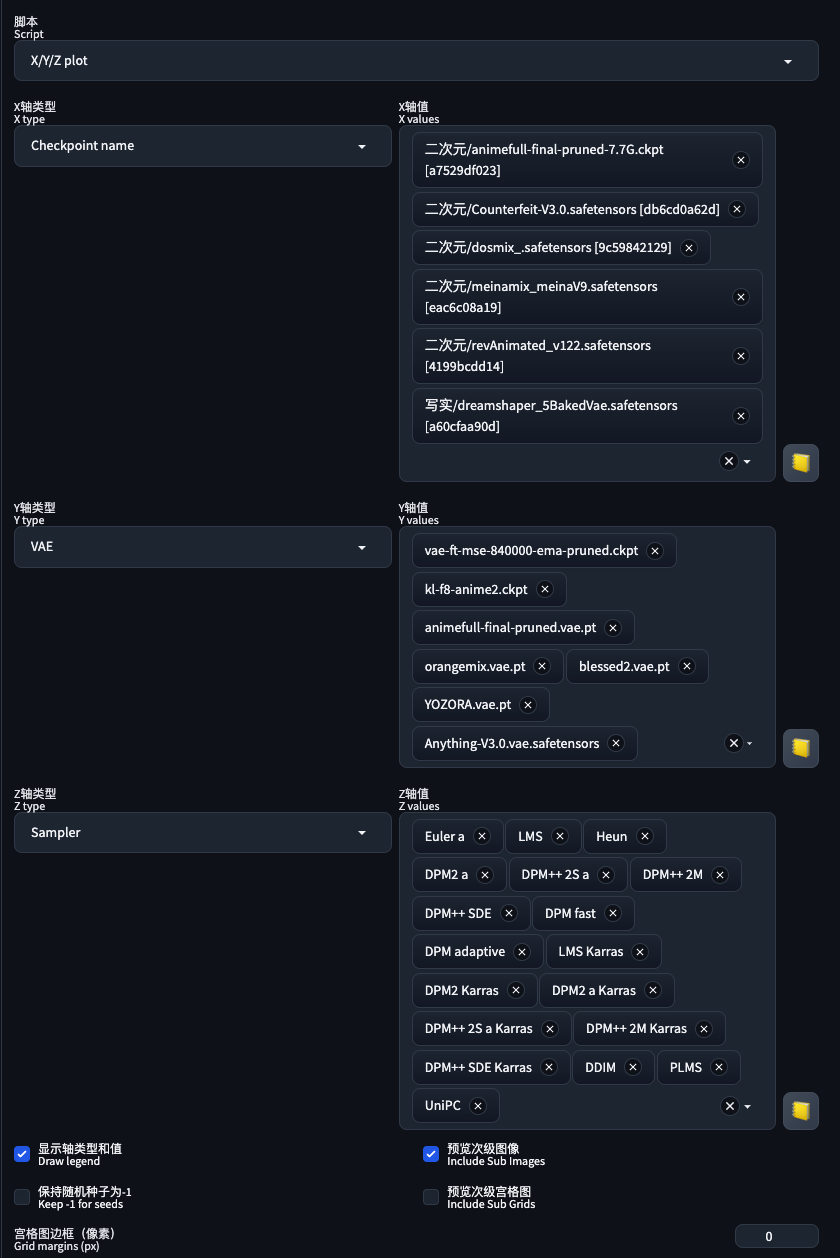 脚本
Script
X/Y/Z plot
X轴类型
X type
Checkpoint name
X轴值
X values
二次元/animefull-final-pruned-7.7G.ckpt
[a7529df023]
二次元/Counterfeit-V3.0.safetensors [db6cd0a62d]
二次元/dosmix_.safetensors [9c59842129]
二次元/meinamix_meinaV9.safetensors
[eac6c08a19]
二次元/revAnimated_v122.safetensors
[4199bcdd14]
写实/dreamshaper_5BakedVae.safetensors
[a60cfaa90d]
Y轴类型
Y type
VAE
Y轴值
Y values
vae-ft-mse-840000-ema-pruned.ckpt
kl-f8-anime2.ckpt
animefull-final-pruned.vae.pt
orangemix.vae.pt blessed2.vae.pt
YOZORA.vae.pt
Anything-V3.0.vae.safetensors
Z轴类型
Z type
Sampler
Z轴值
Z values
Euler a LMS Heun
DPM2 a DPM++ 2S a DPM++ 2M
DPM++ SDE DPM fast
DPM adaptive LMS Karras
DPM2 Karras DPM2 a Karras
DPM++ 2S a Karras DPM++ 2M Karras
DPM++ SDE Karras DDIM PLMS
UniPC
显示轴类型和值
Draw legend
预览次级图像
Include Sub Images
保持随机种子为-1
Keep -1 for seeds
预览次级宫格图
Include Sub Grids
宫格图边框（像素）
Grid margins (px)
0